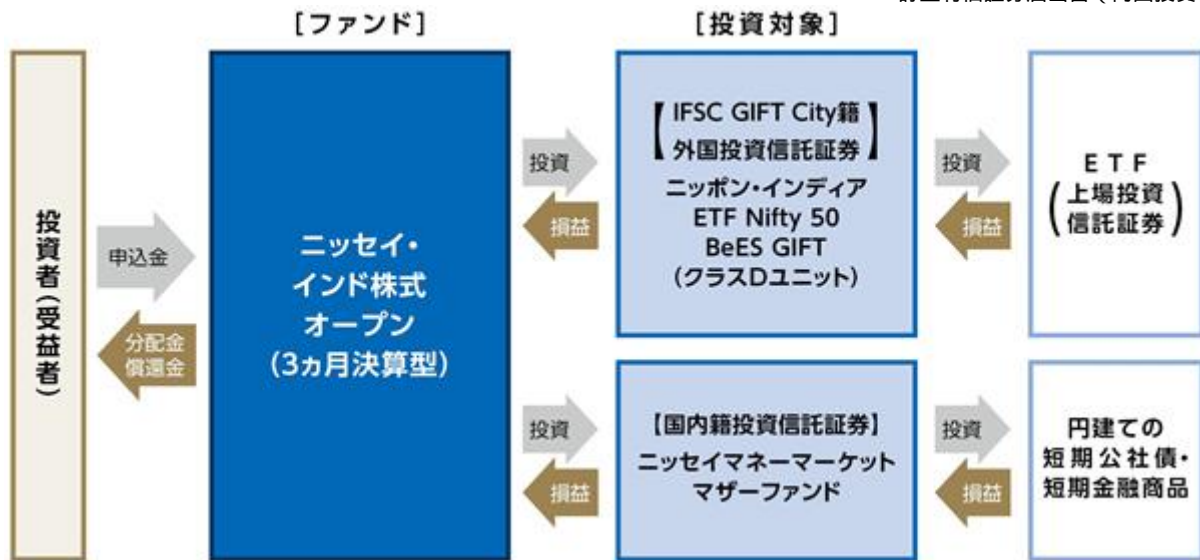 [ファンド]
[投資対象]
投資者(受益者)
申込金
分配金
償還金
ニッセイ・
インド株式
オープン
(3ヵ月決算型)
投資
損益
【IFSC GIFT City籍
外国投資信託証券】
ニッポン・インディア
ETF Nifty 50
BeES GIFT
(クラスDユニット)
投資
損益
ETF
(上場投資
信託証券)
投資
損益
【国内籍投資信託証券】
ニッセイマネーマーケット
マザーファンド
投資
損益
円建ての
短期公社債・
短期金融商品